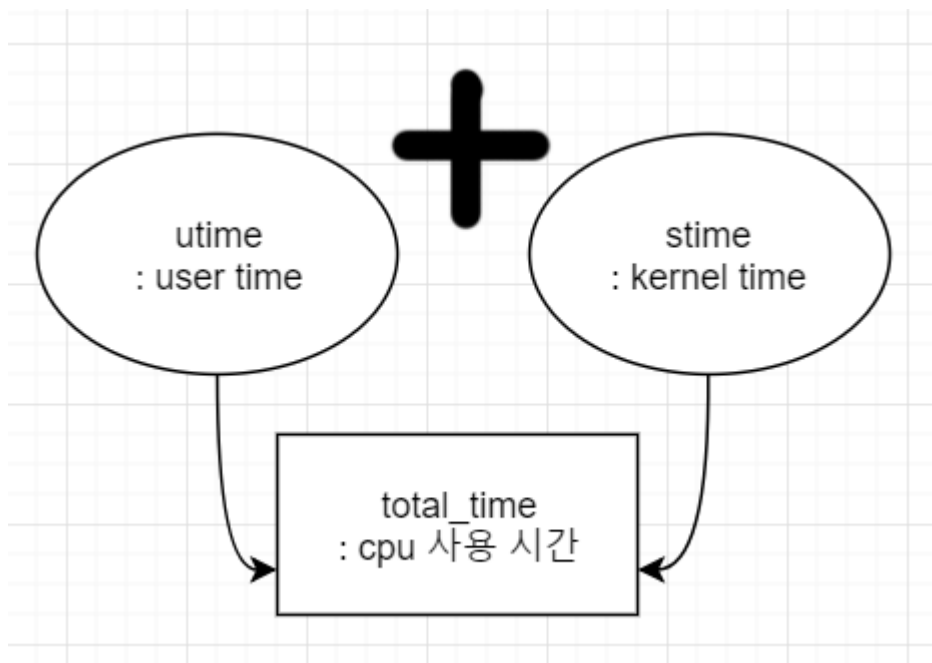 utime
: user time
stime
: kernel time
total_time
: cpu 사용 시간